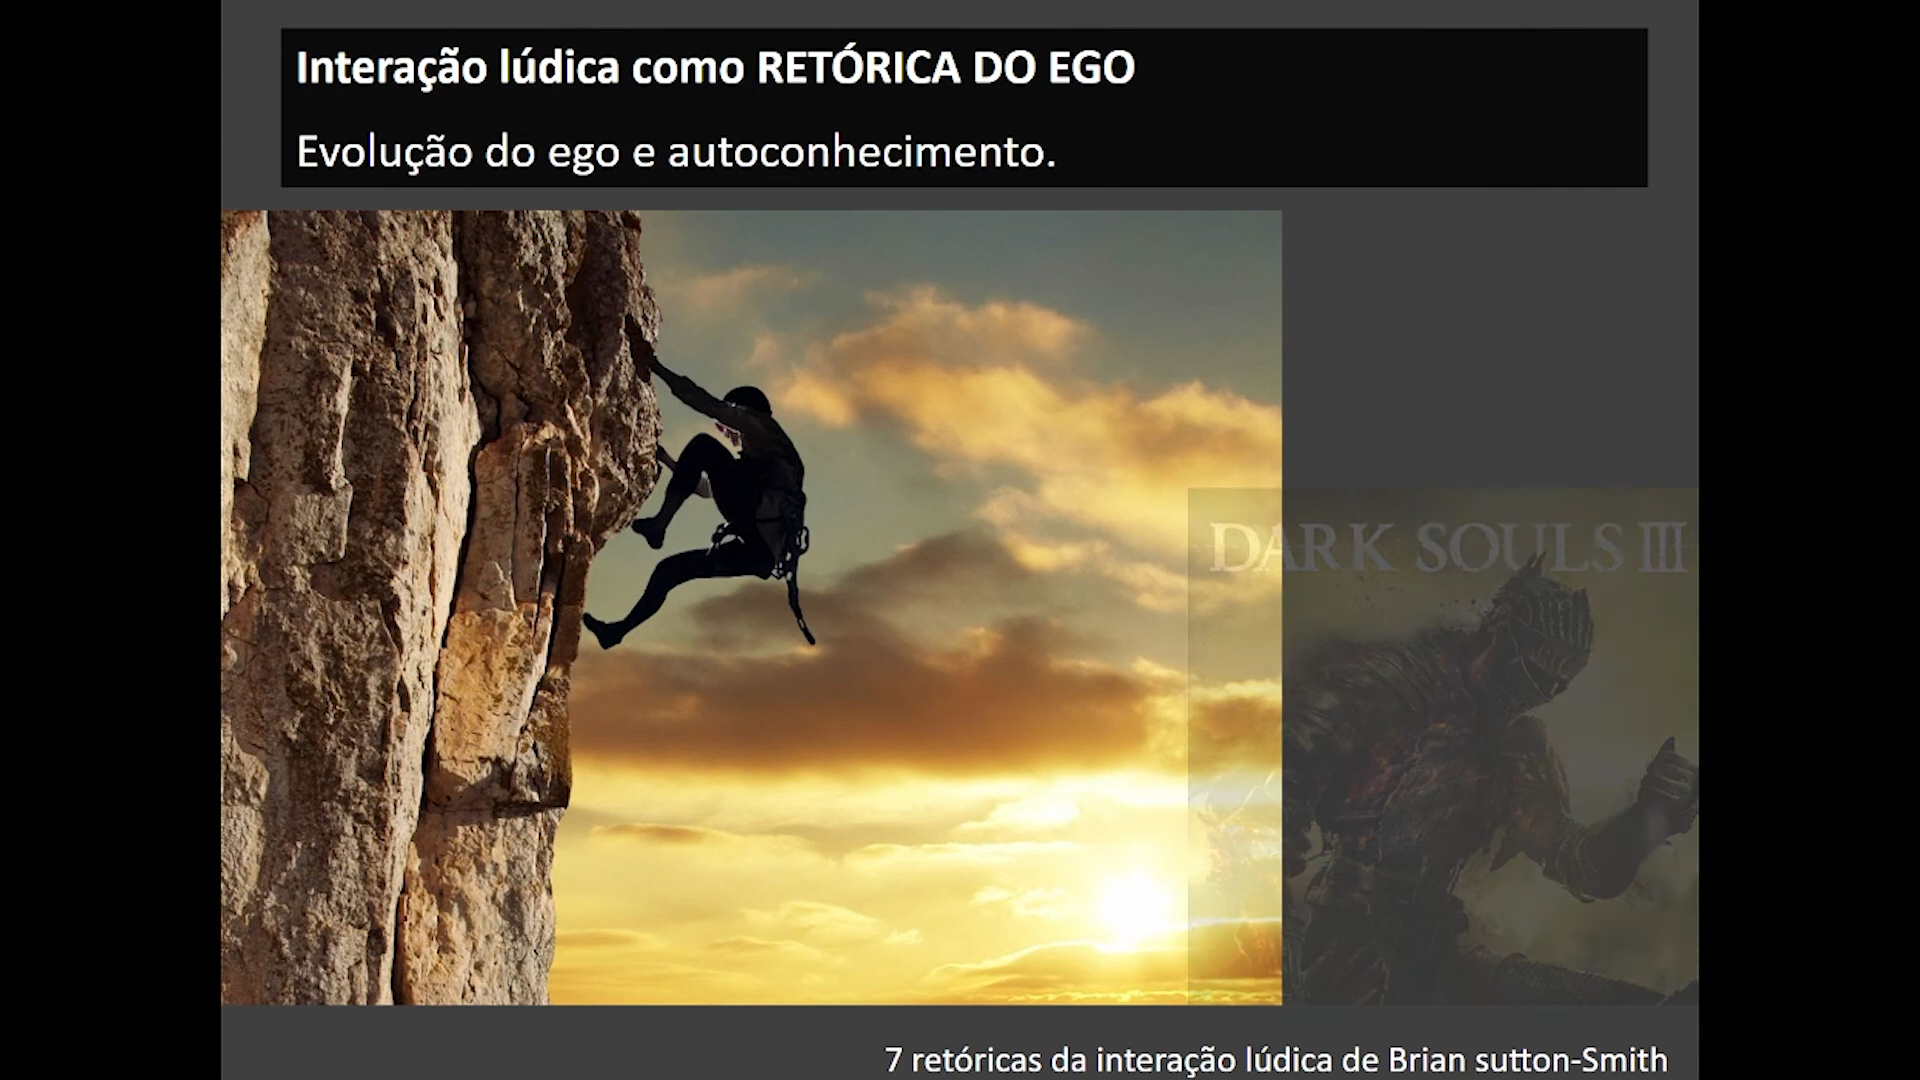 Interação lúdica como RETÓRICA DO EGO
Evolução do ego e autoconhecimento.
DARK SOULS III
7 retóricas da interação lúdica de Brian sutton-Smith